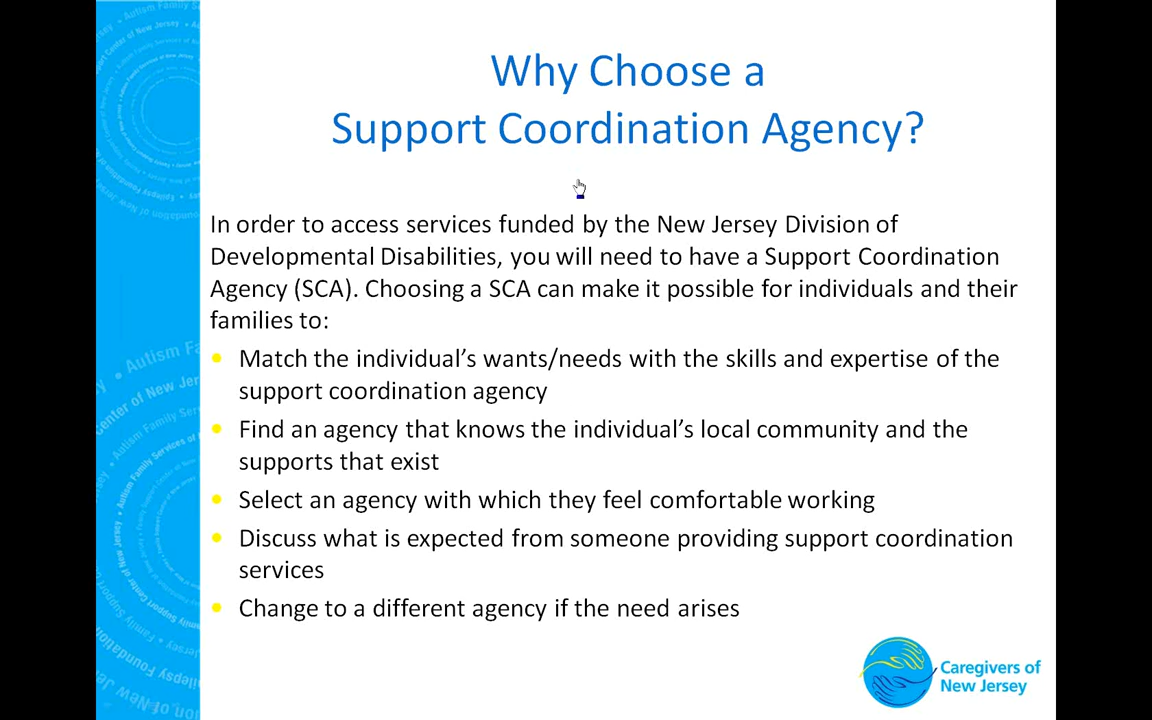 Why Choose a
Support Coordination Agency?
In order to access services funded by the New Jersey Division of
Developmental Disabilities, you will need to have a Support Coordination
Agency (SCA). Choosing a SCA can make it possible for individuals and their
families to:
• Match the individual's wants/needs with the skills and expertise of the
support coordination agency
• Find an agency that knows the individual's local community and the
supports that exist
• Select an agency with which they feel comfortable working
• Discuss what is expected from someone providing support coordination
services
• Change to a different agency if the need arises
Caregivers of
New Jersey